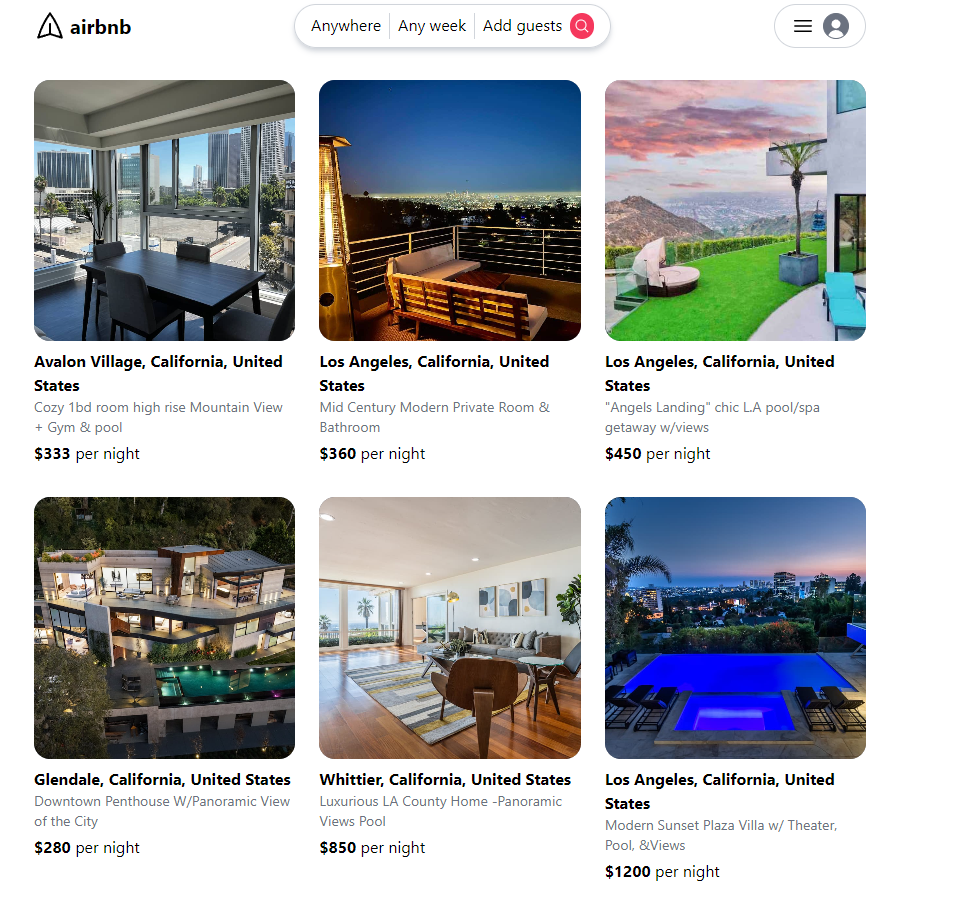 airbnb
Anywhere Any week Add guests
Avalon Village, California, United
States
Cozy 1bd room high rise Mountain View
+ Gym & pool
$333 per night
Los Angeles, California, United
States
Mid Century Modern Private Room &
Bathroom
$360 per night
Los Angeles, California, United
States
"Angels Landing" chic L.A pool/spa
getaway w/views
$450 per night
Glendale, California, United States
Downtown Penthouse W/Panoramic View
of the City
$280 per night
Whittier, California, United States
Luxurious LA County Home -Panoramic
Views Pool
$850 per night
Los Angeles, California, United
States
Modern Sunset Plaza Villa w/ Theater,
Pool, &Views
$1200 per night